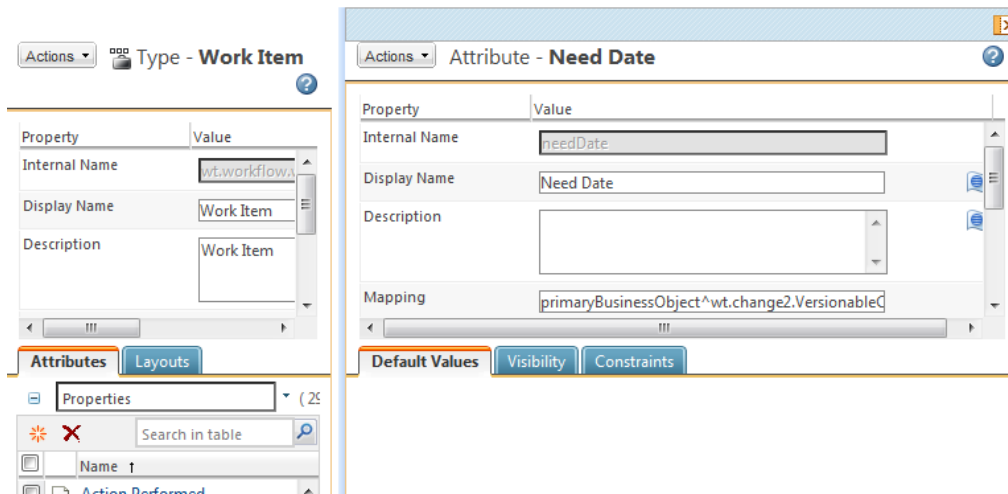 Actions
Type - Work Item
Property Value
Internal Name
wt.workflow.
Display Name
Work Item
Description
Work Item
Attributes
Layouts
Properties
( 29
Search in table
Name
Action Performed
Actions
Attribute - Need Date
Property Value
Internal Name
needDate
Display Name
Need Date
Description
Mapping
primaryBusinessObject^wt.change2.Versionable
Default Values
Visibility
Constraints